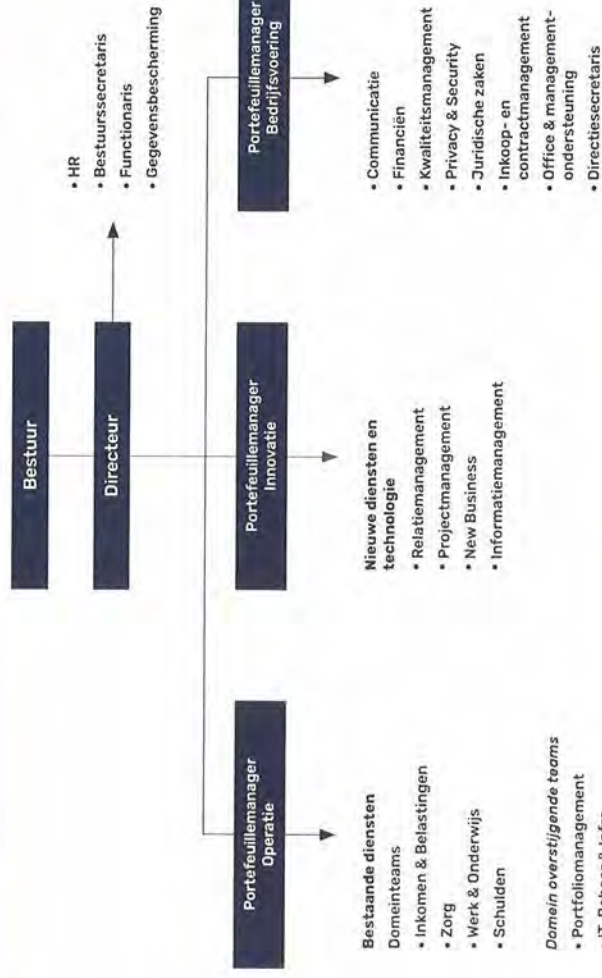 Bestuur
Directeur
• HR
• Bestuurssecretaris
• Functionaris
• Gegevensbescherming
Portefeuillemanager
Operatie
Bestaande diensten
Domeinteams
• Inkomen & Belastingen
• Zorg
• Werk & Onderwijs
• Schulden
Domein overstijgende teams
• Portfoliomanagement
Portefeuillemanager
Innovatie
Nieuwe diensten en
technologie
• Relatiemanagement
• Projectmanagement
• New Business
• Informatiemanagement
Portefeuillemanager
Bedrijfsvoering
• Communicatie
• Financiën
• Kwaliteitsmanagement
• Privacy & Security
• Juridische zaken
• Inkoop- en
contractmanagement
• Office & management-
ondersteuning
• Directiesecretaris